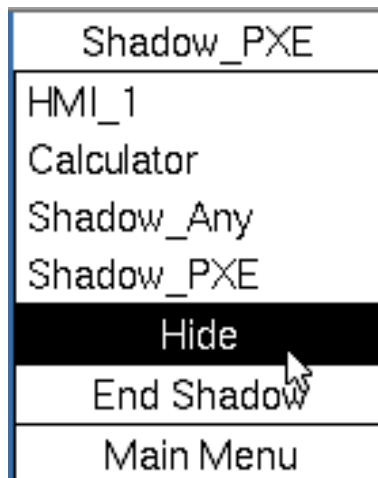 Shadow_PXE
HMI_1
Calculator
Shadow_Any
Shadow_PXE
Hide
End Shadow
Main Menu